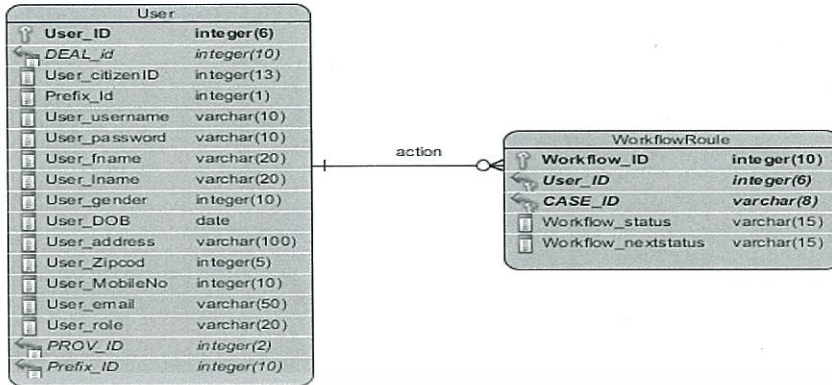 User
User_ID integer(6)
DEAL_id integer(10)
User_citizenID integer(13)
Prefix_Id integer(1)
User_username varchar(10)
User_password varchar(10)
User_fname varchar(20)
User_lname varchar(20)
User_gender integer(10)
User_DOB date
User_address varchar(100)
User_Zipcod integer(5)
User_MobileNo integer(10)
User_email varchar(50)
User_role varchar(20)
PROV_ID integer(2)
Prefix_ID integer(10)
action
WorkflowRoule
Workflow_ID integer(10)
User_ID integer(6)
CASE_ID varchar(8)
Workflow_status varchar(15)
Workflow_nextstatus varchar(15)